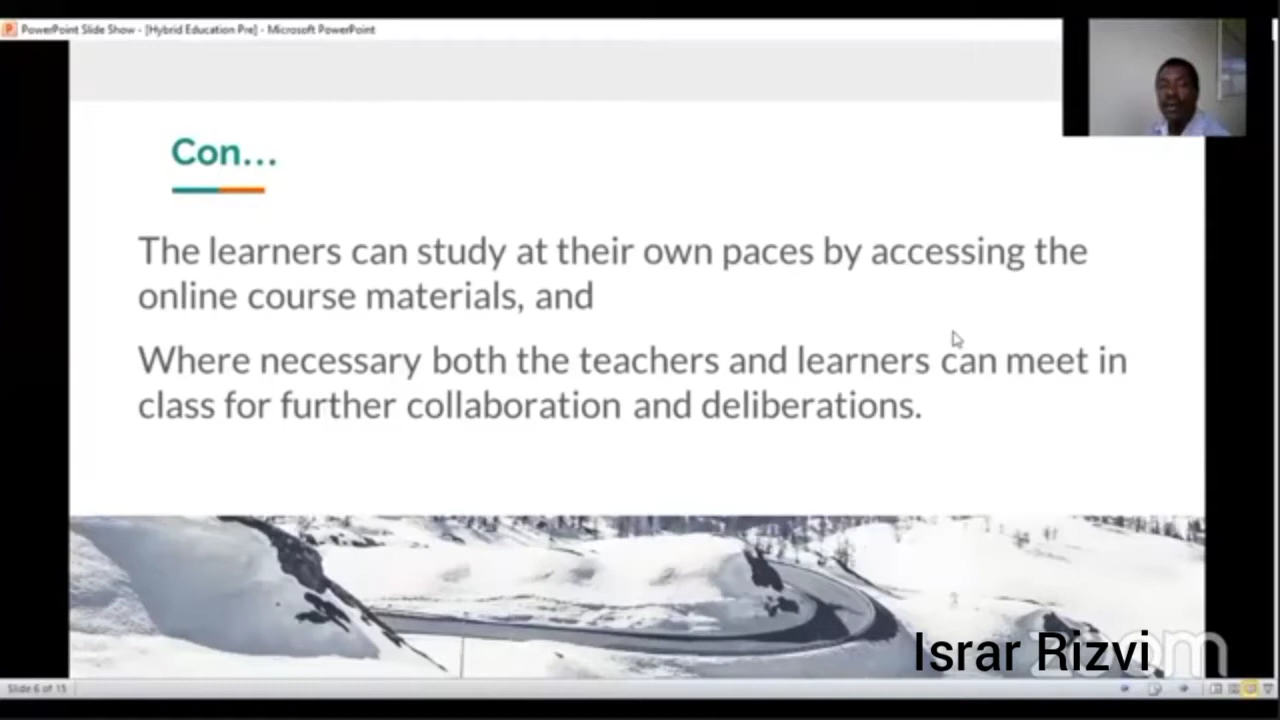 PowerPoint Slide Show - [Hybrid Education Pre] - Microsoft PowerPoint
Con...
The learners can study at their own paces by accessing the
online course materials, and
Where necessary both the teachers and learners can meet in
class for further collaboration and deliberations.
Israr Rizvi
zoom
Slide 6 of 15